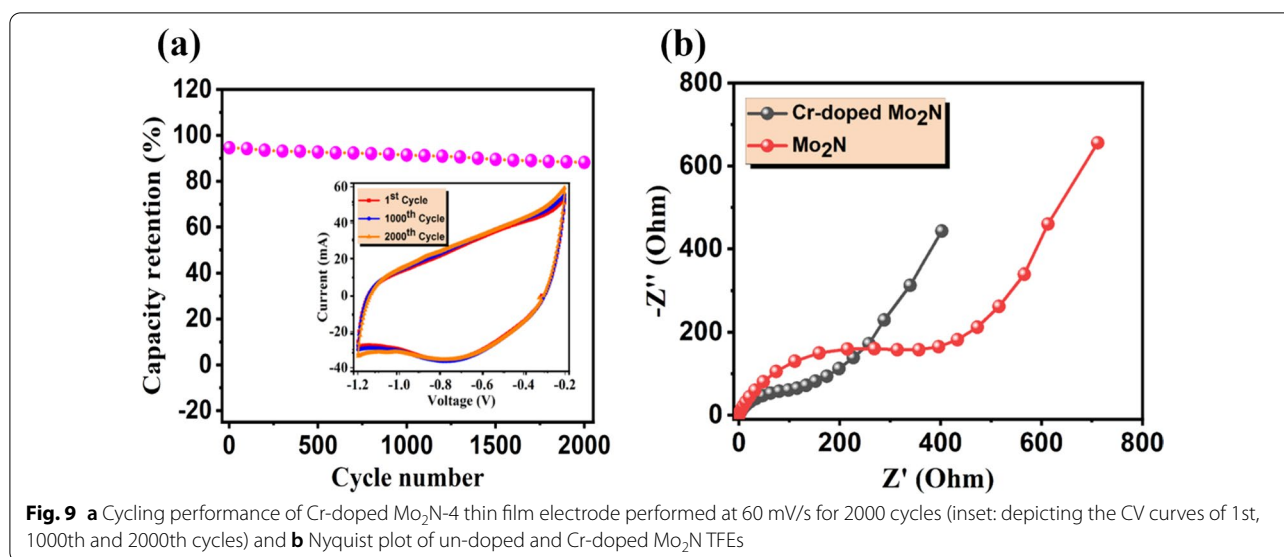 (a)
Capacity retention (%)
120
100
80
60
40
20
0
-20
0 500 1000 1500 2000
Cycle number
Current (mA)
60
40
20
0
-20
-40
1st Cycle
1000th Cycle
2000th Cycle
-1.2 -1.0 -0.8 -0.6 -0.4 -0.2
Voltage (V)
(b)
-Z'' (Ohm)
800
600
400
200
0
Cr-doped Mo2N
Mo2N
0 200 400 600 800
Z' (Ohm)
Fig. 9 a Cycling performance of Cr-doped Mo2N-4 thin film electrode performed at 60 mV/s for 2000 cycles (inset: depicting the CV curves of 1st,
1000th and 2000th cycles) and b Nyquist plot of un-doped and Cr-doped Mo2N TFEs